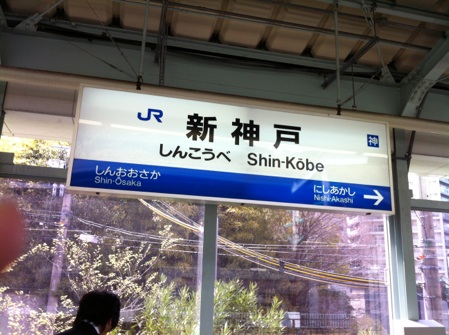 JR
新神戸
神
しんこうべ Shin-Kōbe
しんおおさか
Shin-Ōsaka
にしあかし
Nishi-Akashi